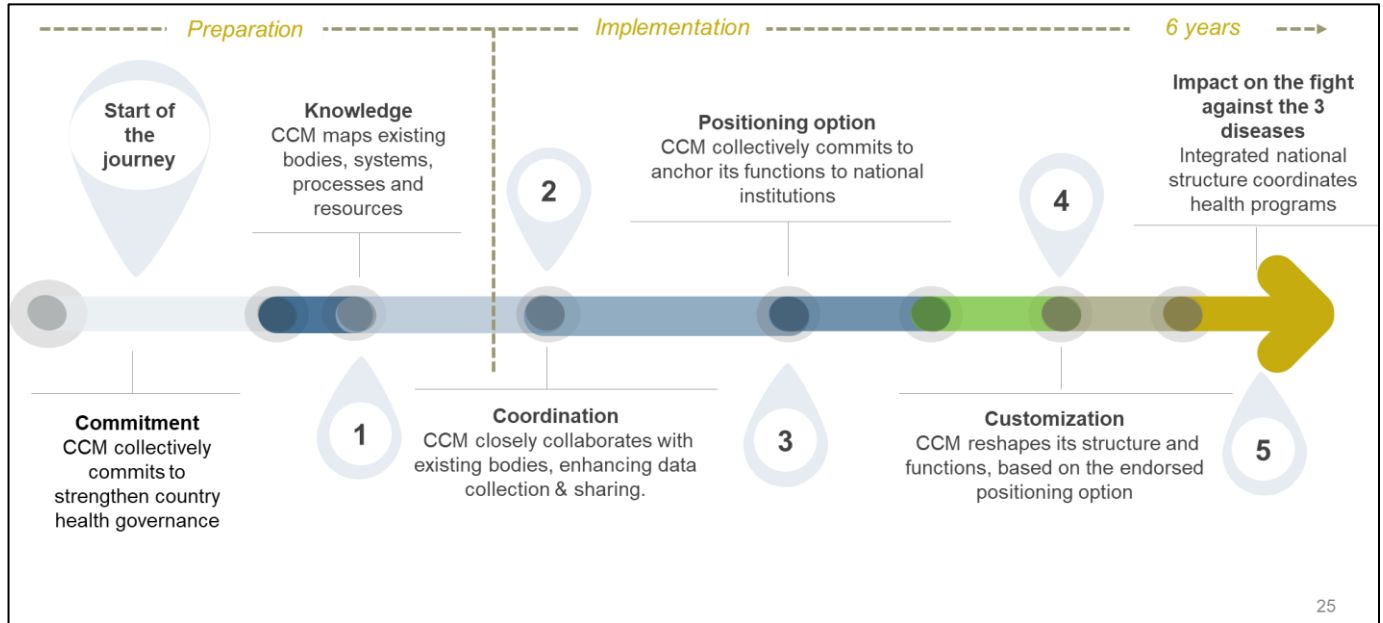 Preparation
Implementation
6 years
Start of
the
journey
Knowledge
CCM maps existing
bodies, systems,
processes and
resources
2
Positioning option
CCM collectively commits to
anchor its functions to national
institutions
4
Impact on the fight
against the 3
diseases
Integrated national
structure coordinates
health programs
Commitment
CCM collectively
commits to
strengthen country
health governance
1
Coordination
CCM closely collaborates with
existing bodies, enhancing data
collection & sharing.
3
Customization
CCM reshapes its structure and
functions, based on the endorsed
positioning option
5
25